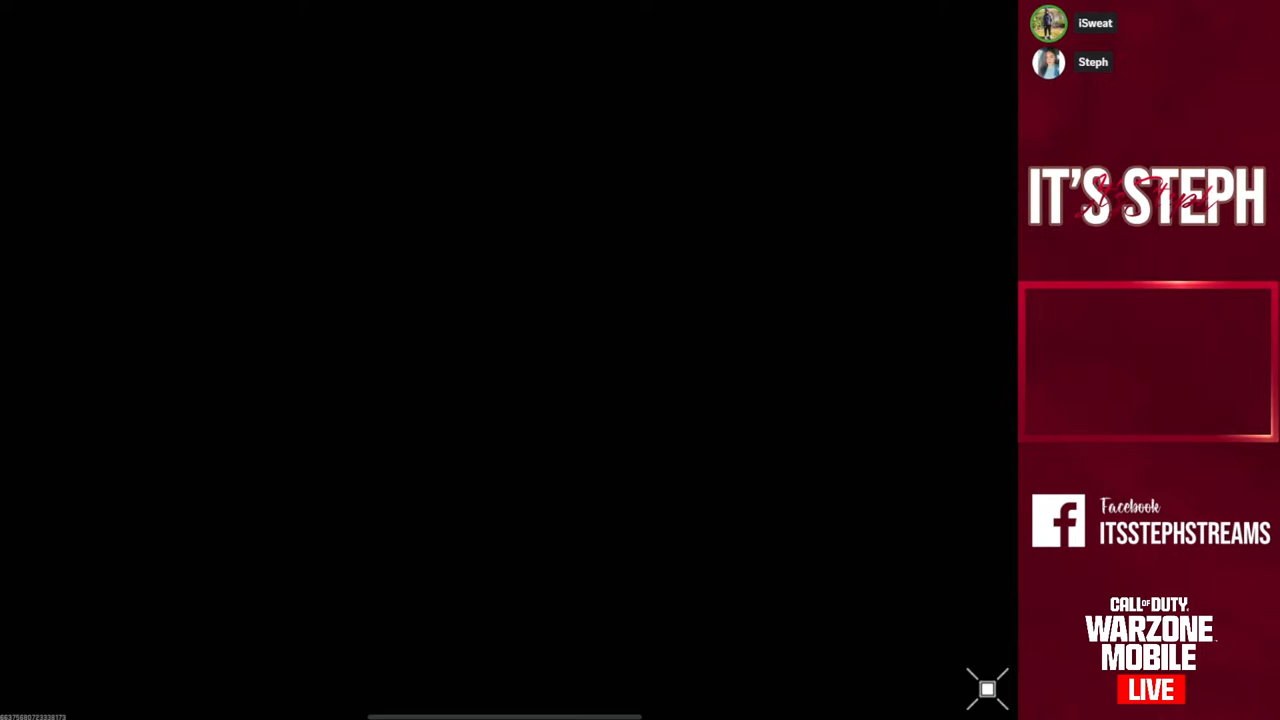 iSweat
Steph
IT'S STEPH
Facebook
ITSSTEPHSTREAMS
CALL OF DUTY
WARZONE
MOBILE
LIVE